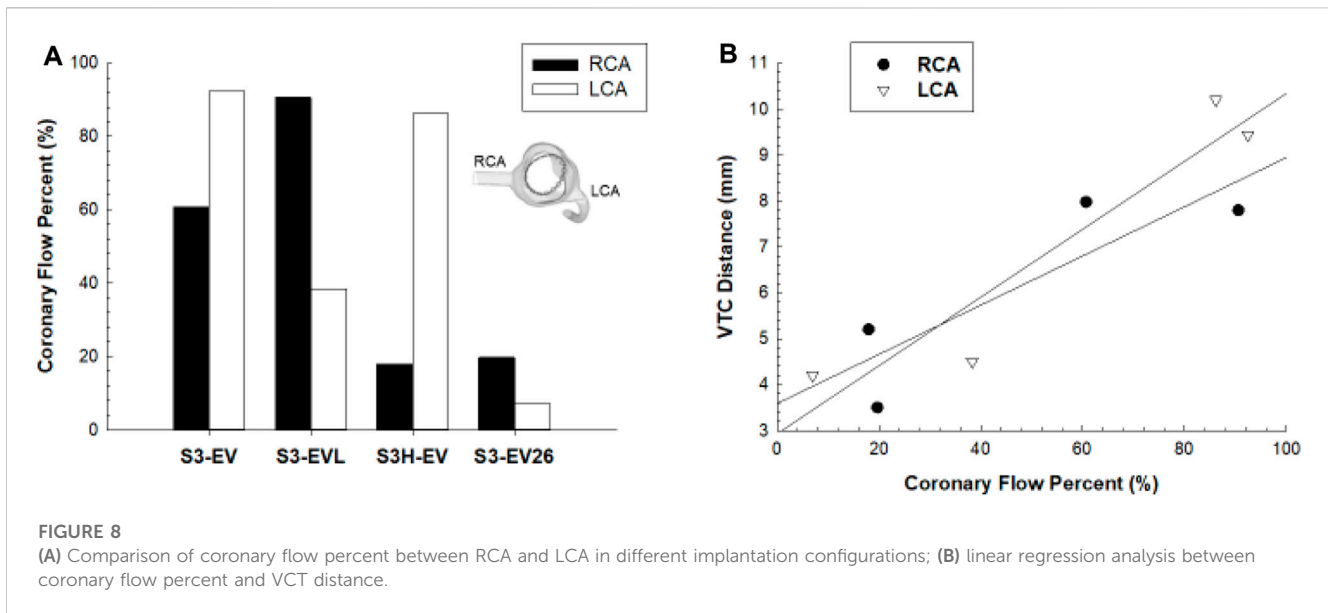 A
RCA
LCA
100
80
60
40
20
0
Coronary Flow Percent (%)
RCA
LCA
S3-EV S3-EVL S3H-EV S3-EV26
B
RCA
LCA
11
10
9
8
7
6
5
4
3
VTC Distance (mm)
0 20 40 60 80 100
Coronary Flow Percent (%)
FIGURE 8
(A) Comparison of coronary flow percent between RCA and LCA in different implantation configurations; (B) linear regression analysis between
coronary flow percent and VCT distance.